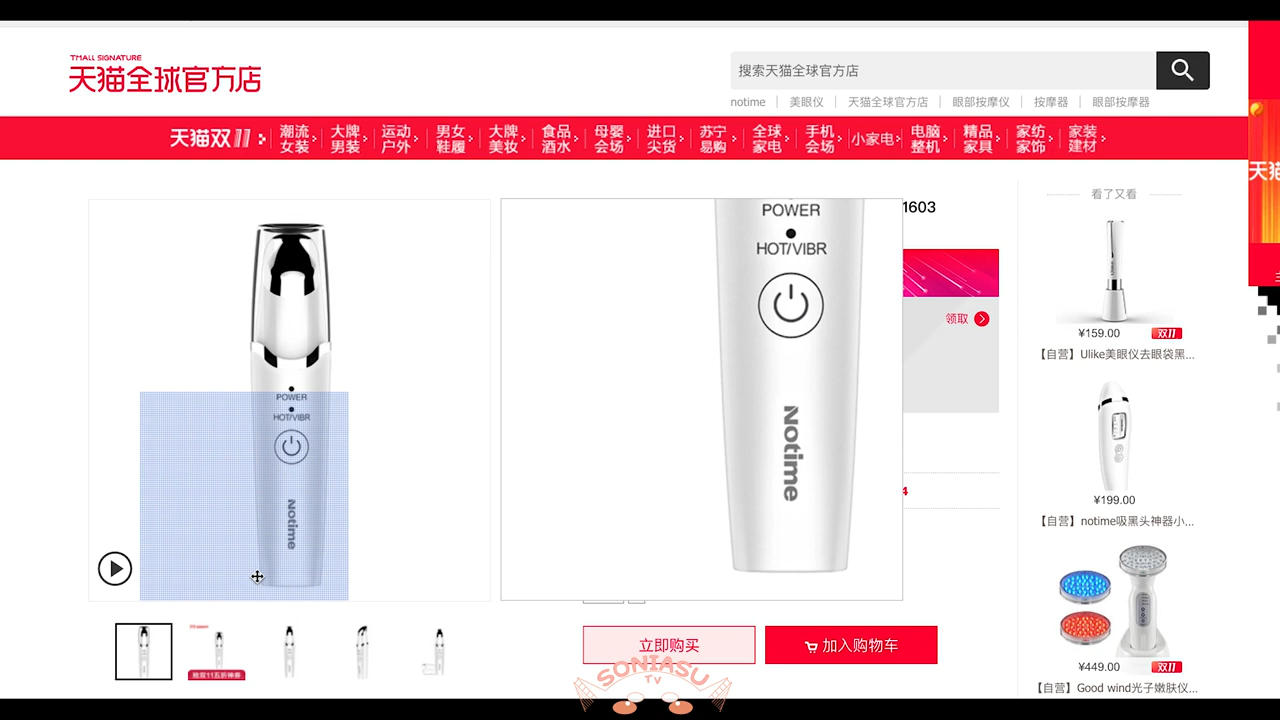 TMALL SIGNATURE
天猫全球官方店
搜索天猫全球官方店
notime
美眼仪
天猫全球官方店
眼部按摩仪
按摩器
眼部按摩器
天猫双11
潮流女装
大牌男装
运动户外
男女鞋履
大牌美妆
食品酒水
母婴会场
进口尖货
苏宁易购
全球家电
手机会场
小家电
电脑整机
精品家具
家纺家饰
家装建材
天猫
看了又看
1603
POWER
HOT/VIBR
Notime
POWER
HOT/VIBR
Notime
领取
4
¥159.00
双11
【自营】Ulike美眼仪去眼袋黑...
¥199.00
【自营】notime吸黑头神器小...
¥449.00
双11
【自营】Good wind光子嫩肤仪...
立即购买
加入购物车
SONIASU
TV